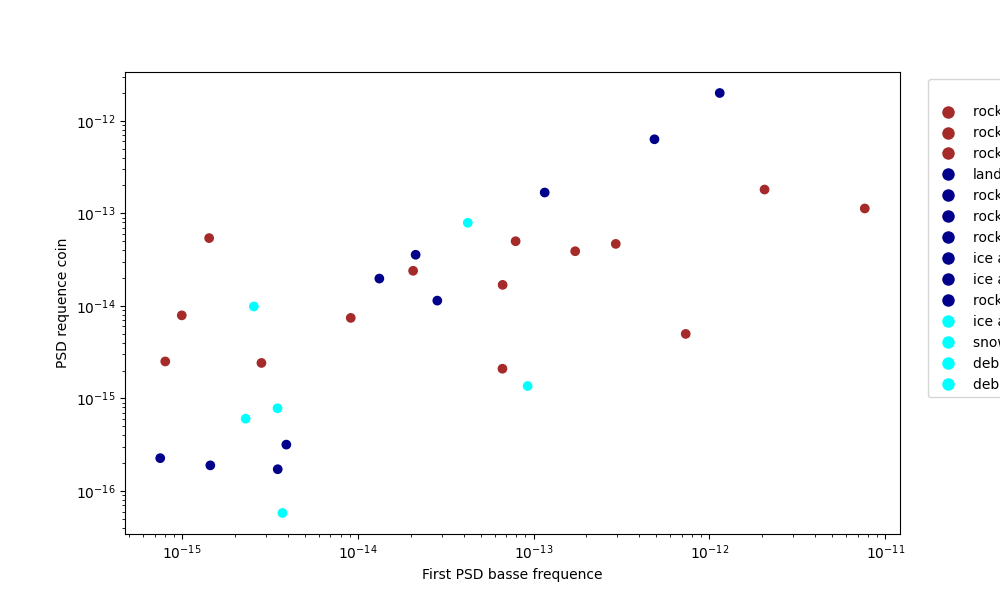 10⁻¹²
10⁻¹³
10⁻¹⁴
10⁻¹⁵
10⁻¹⁶
PSD requence coin
10⁻¹⁵ 10⁻¹⁴ 10⁻¹³ 10⁻¹² 10⁻¹¹
First PSD basse frequence
rock
rock
rock
land
rock
rock
rock
ice a
ice a
rock
ice a
snow
deb
deb